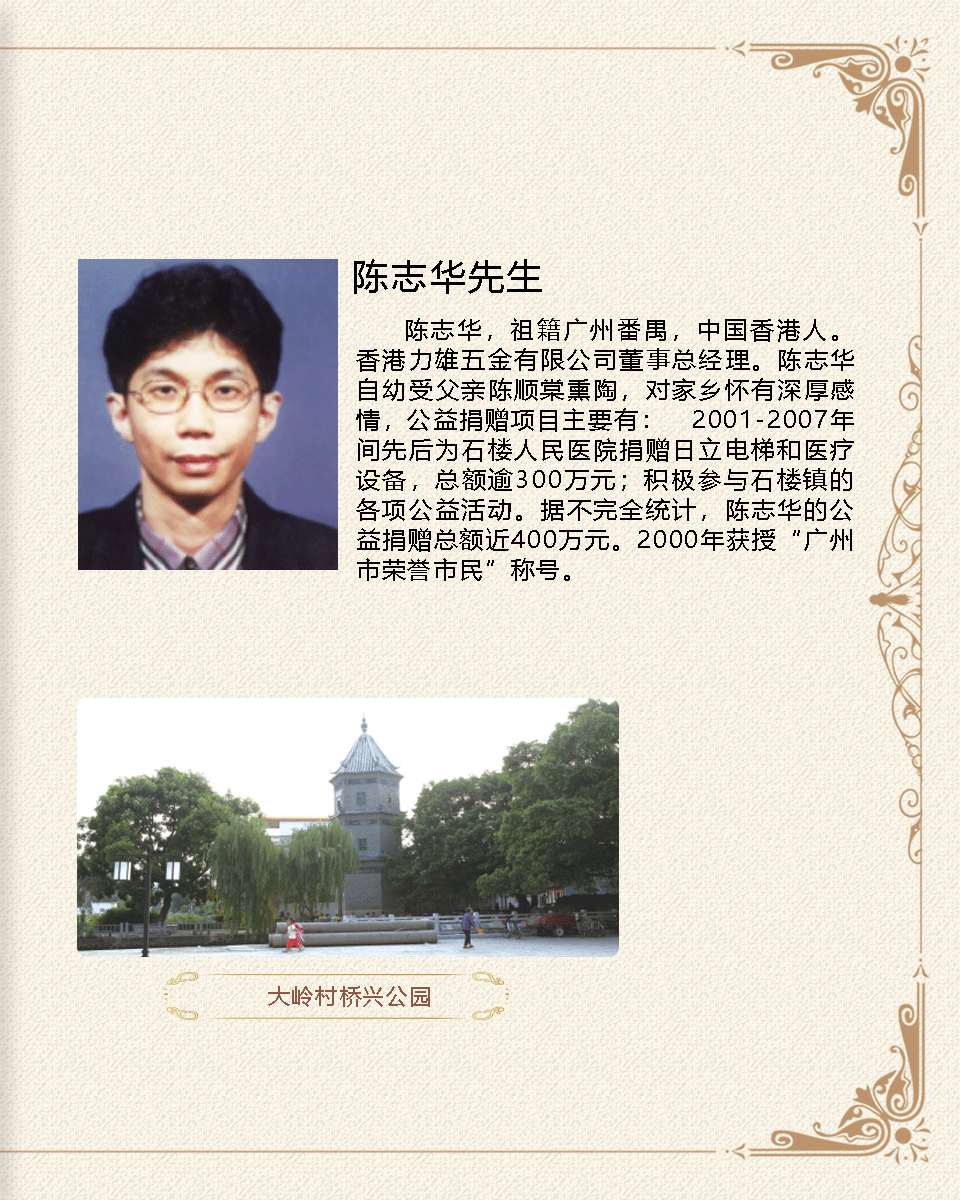 陈志华先生
陈志华，祖籍广州番禺，中国香港人。
香港力雄五金有限公司董事总经理。陈志华
自幼受父亲陈顺棠熏陶，对家乡怀有深厚感
情，公益捐赠项目主要有： 2001-2007年
间先后为石楼人民医院捐赠日立电梯和医疗
设备，总额逾300万元；积极参与石楼镇的
各项公益活动。据不完全统计，陈志华的公
益捐赠总额近400万元。2000年获授“广州
市荣誉市民”称号。
大岭村桥兴公园